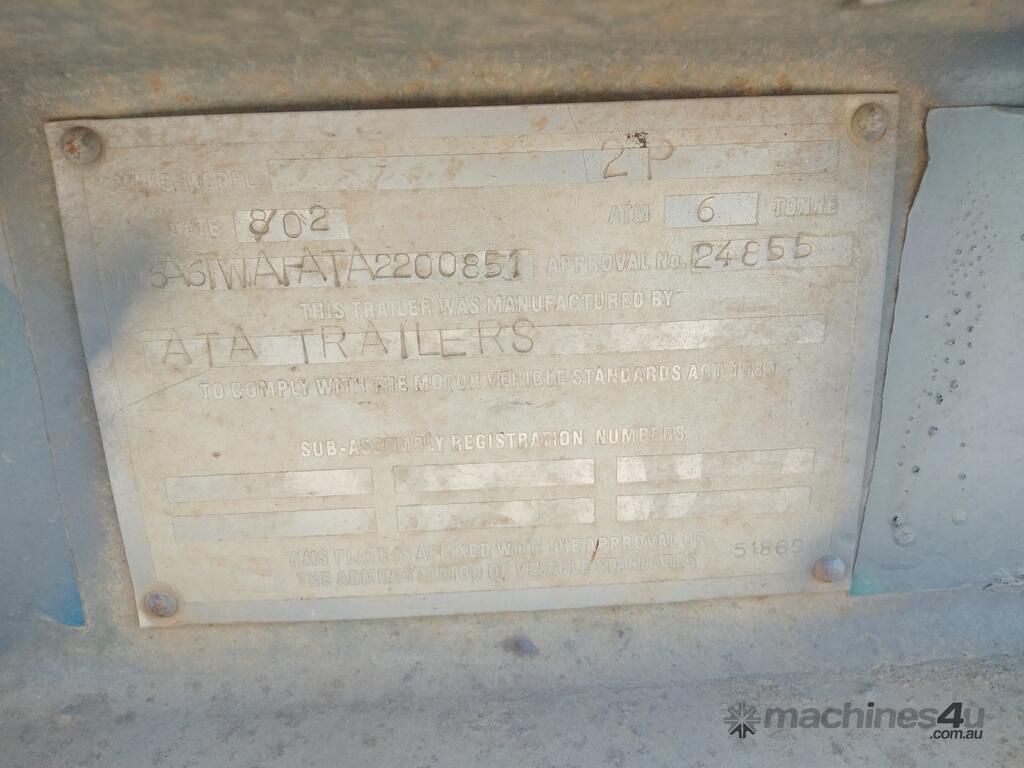 MAKE-MODEL 2P
DATE 8/02 ATM 6 TONNE
APPROVAL No. 24855
THIS TRAILER WAS MANUFACTURED BY
ATA TRAILERS
TO COMPLY WITH THE MOTOR VEHICLE STANDARDS ACT 1989
SUB-ASSEMBLY REGISTRATION NUMBERS
THIS PLATE IS AFFIXED WITH THE APPROVAL OF
THE ADMINISTRATOR OF VEHICLE STANDARDS
51869
machines4u
.com.au